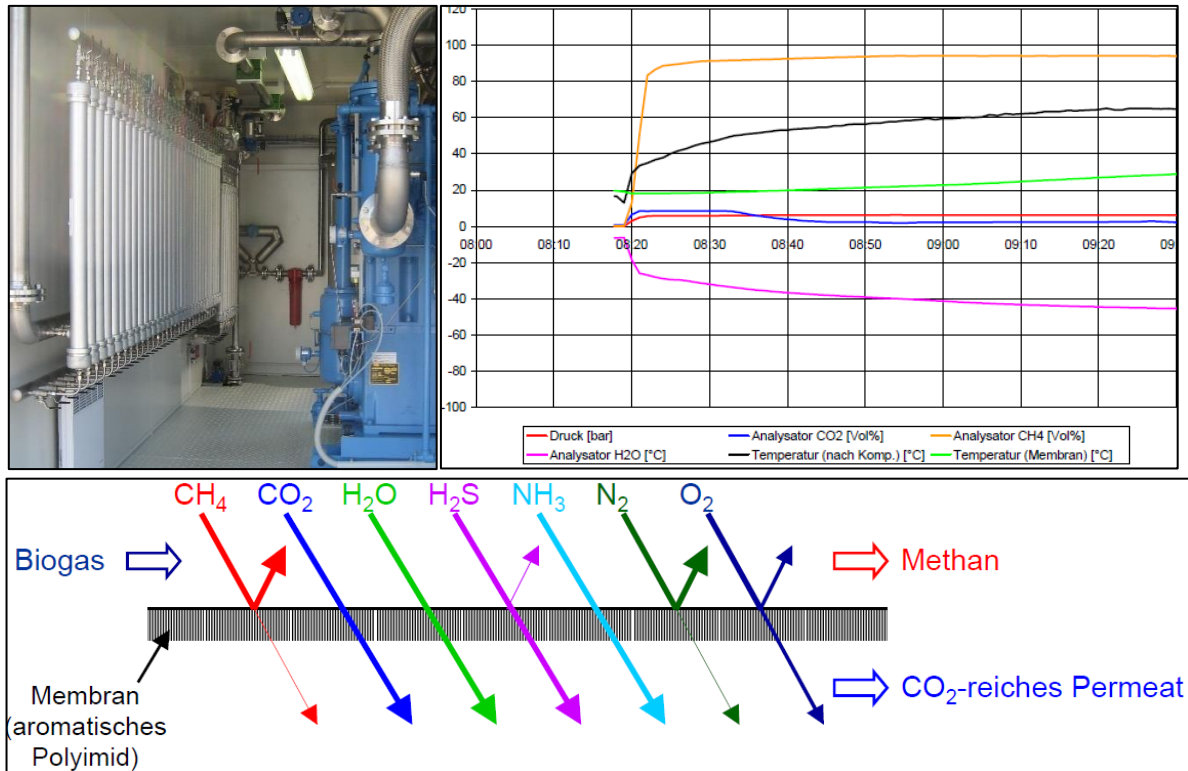 120
100
80
60
40
20
0
-20
-40
-60
-80
-100
08:00
08:10
08:20
08:30
08:40
08:50
09:00
09:10
09:20
Druck [bar]
Analysator CO2 [Vol%]
Analysator CH4 [Vol%]
Analysator H2O [°C]
Temperatur (nach Komp.) [°C]
Temperatur (Membran) [°C]
CH₄ CO₂ H₂O H₂S NH₃ N₂ O₂
Biogas
Methan
Membran
(aromatisches
Polyimid)
CO₂-reiches Permeat